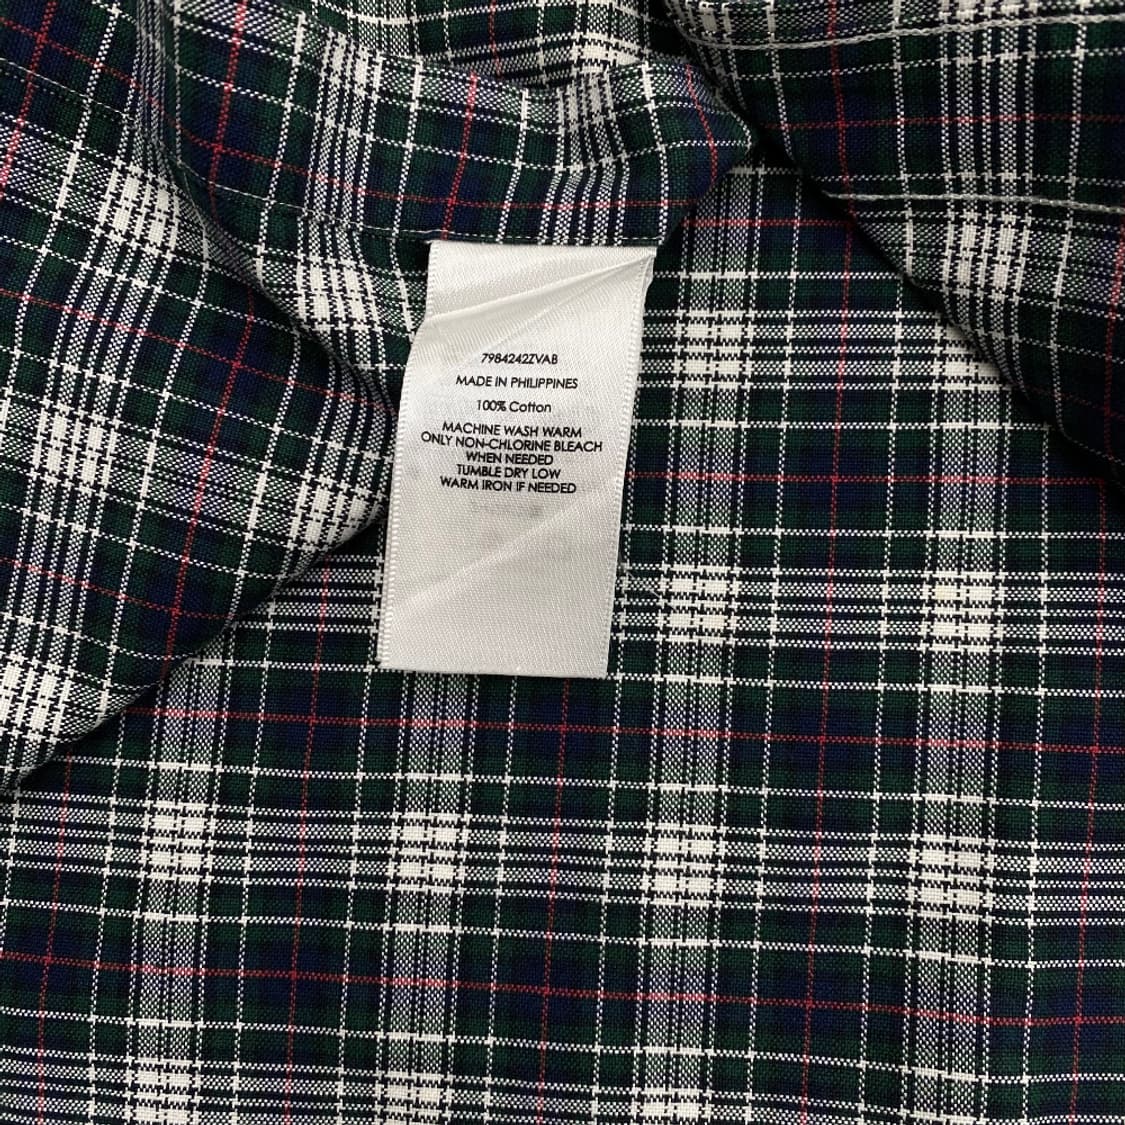 7984242ZVAB
MADE IN PHILIPPINES
100% Cotton
MACHINE WASH WARM
ONLY NON-CHLORINE BLEACH
WHEN NEEDED
TUMBLE DRY LOW
WARM IRON IF NEEDED